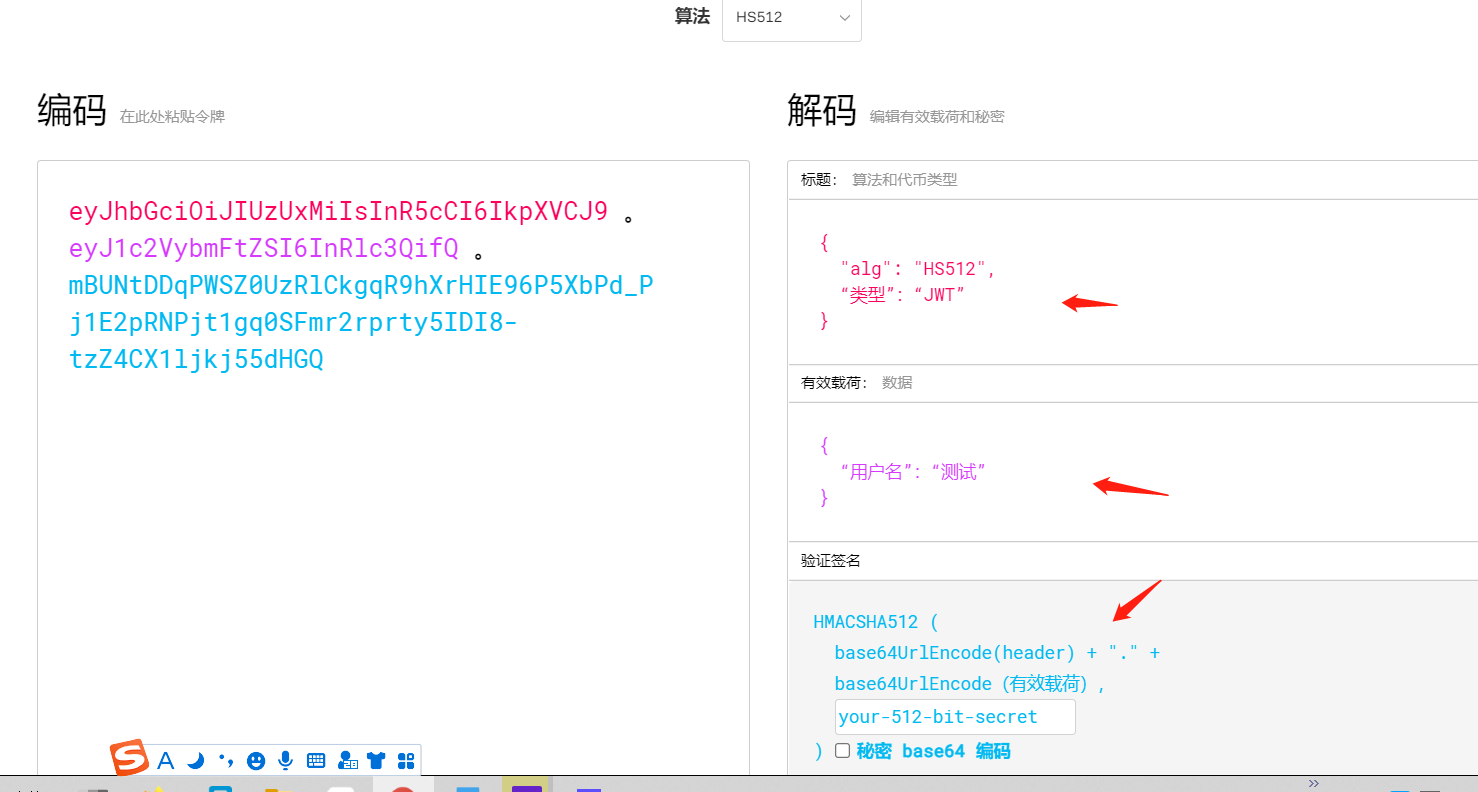 算法 HS512
编码 在此处粘贴令牌
解码 编辑有效载荷和秘密
eyJhbGciOiJIUzUxMiIsInR5cCI6IkpXVCJ9 。
eyJ1c2VybmFtZSI6InRlc3QifQ 。
mBUNtDDqPWSZ0UzRlCkgqR9hXrHIE96P5XbPd_P
j1E2pRNPjt1gq0SFmr2rprty5IDI8-
tzZ4CX1ljkj55dHGQ
标题： 算法和代币类型
{
"alg": "HS512",
“类型”: “JWT”
}
有效载荷： 数据
{
“用户名”: “测试”
}
验证签名
HMACSHA512 (
base64UrlEncode(header) + "." +
base64UrlEncode（有效载荷）,
your-512-bit-secret
) 秘密 base64 编码